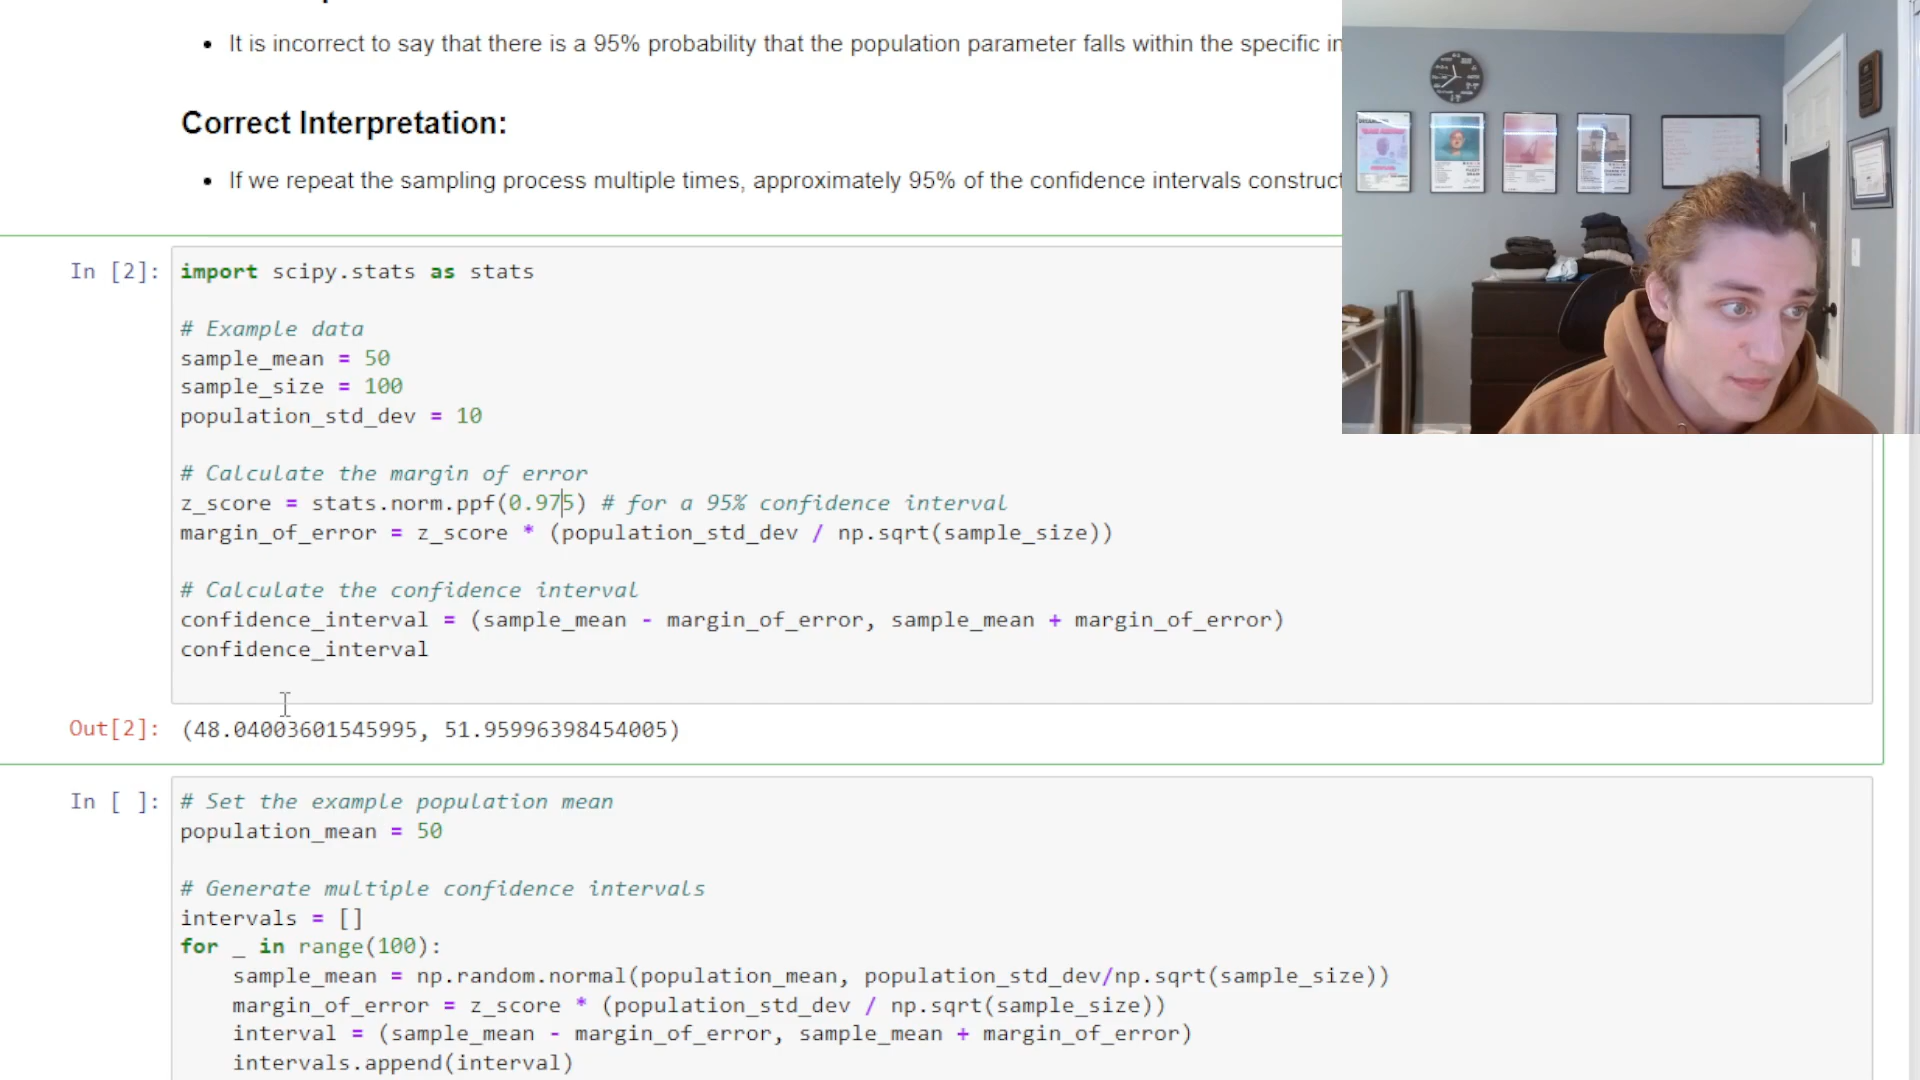 It is incorrect to say that there is a 95% probability that the population parameter falls within the specific in
Correct Interpretation:
If we repeat the sampling process multiple times, approximately 95% of the confidence intervals construct
In [2]:
import scipy.stats as stats
# Example data
sample_mean = 50
sample_size = 100
population_std_dev = 10
# Calculate the margin of error
z_score = stats.norm.ppf(0.975) # for a 95% confidence interval
margin_of_error = z_score * (population_std_dev / np.sqrt(sample_size))
# Calculate the confidence interval
confidence_interval = (sample_mean - margin_of_error, sample_mean + margin_of_error)
confidence_interval
Out[2]: (48.04003601545995, 51.95996398454005)
In [ ]:
# Set the example population mean
population_mean = 50
# Generate multiple confidence intervals
intervals = []
for _ in range(100):
sample_mean = np.random.normal(population_mean, population_std_dev/np.sqrt(sample_size))
margin_of_error = z_score * (population_std_dev / np.sqrt(sample_size))
interval = (sample_mean - margin_of_error, sample_mean + margin_of_error)
intervals.append(interval)